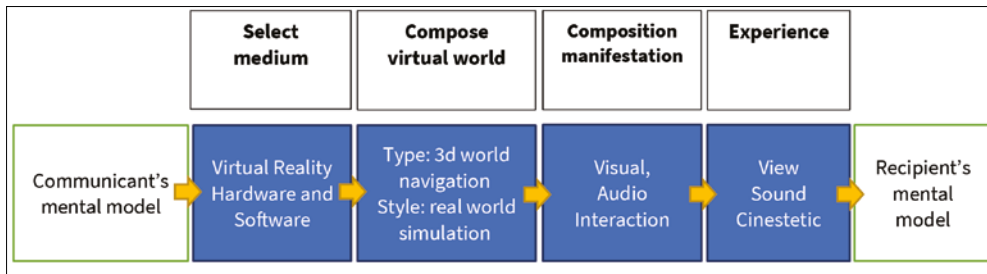 Select
medium
Compose
virtual world
Composition
manifestation
Experience
Communicant's
mental model
Virtual Reality
Hardware and
Software
Type: 3d world
navigation
Style: real world
simulation
Visual,
Audio
Interaction
View
Sound
Cinestetic
Recipient's
mental
model